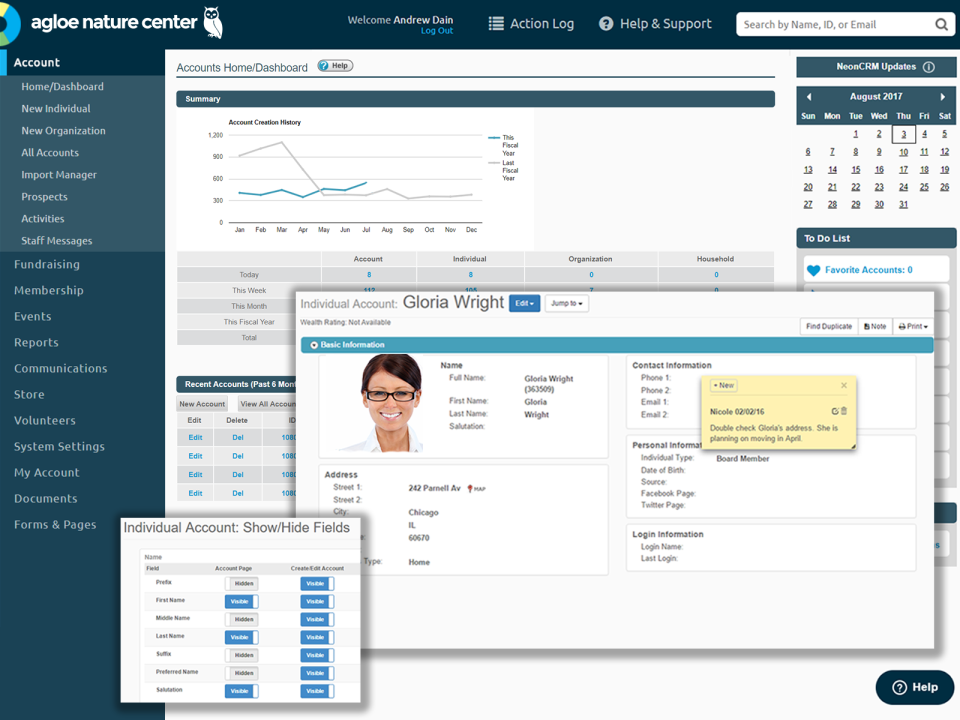 agloe nature center
Welcome Andrew Dain
Log Out
Action Log
Help & Support
Search by Name, ID, or Email
Account
Home/Dashboard
New Individual
New Organization
All Accounts
Import Manager
Prospects
Activities
Staff Messages
Fundraising
Membership
Events
Reports
Communications
Store
Volunteers
System Settings
My Account
Documents
Forms & Pages
Accounts Home/Dashboard
Help
Summary
Account Creation History
1,200
900
600
300
0
Jan Feb Mar Apr May Jun Jul Aug Sep Oct Nov Dec
This
Fiscal
Year
Last
Fiscal
Year
Account Individual Organization Household
Today 8 8 0 0
This Week 112 105 7 0
This Month
This Fiscal Year
Total
Recent Accounts (Past 6 Mont
New Account View All Accoun
Edit Delete ID
Edit Del 1080
Edit Del 1080
Edit Del 1080
Edit Del 1080
NeonCRM Updates
August 2017
Sun Mon Tue Wed Thu Fri Sat
1 2 3 4 5
6 7 8 9 10 11 12
13 14 15 16 17 18 19
20 21 22 23 24 25 26
27 28 29 30 31
To Do List
Favorite Accounts: 0
Individual Account: Gloria Wright
Edit
Jump to
Wealth Rating: Not Available
Find Duplicate
Note
Print
Basic Information
Name
Full Name: Gloria Wright
(363509)
First Name: Gloria
Last Name: Wright
Salutation:
Address
Street 1: 242 Parnell Av MAP
Street 2:
City: Chicago
IL
60670
Type: Home
Contact Information
Phone 1:
Phone 2:
Email 1:
Email 2:
+ New
Nicole 02/02/16
Double check Gloria's address. She is
planning on moving in April.
Personal Informat
Individual Type: Board Member
Date of Birth:
Source:
Facebook Page:
Twitter Page:
Login Information
Login Name:
Last Login:
Individual Account: Show/Hide Fields
Name
Field Account Page Create/Edit Account
Prefix Hidden Visible
First Name Visible Visible
Middle Name Hidden Visible
Last Name Visible Visible
Suffix Hidden Visible
Preferred Name Hidden Visible
Salutation Visible Visible
Help